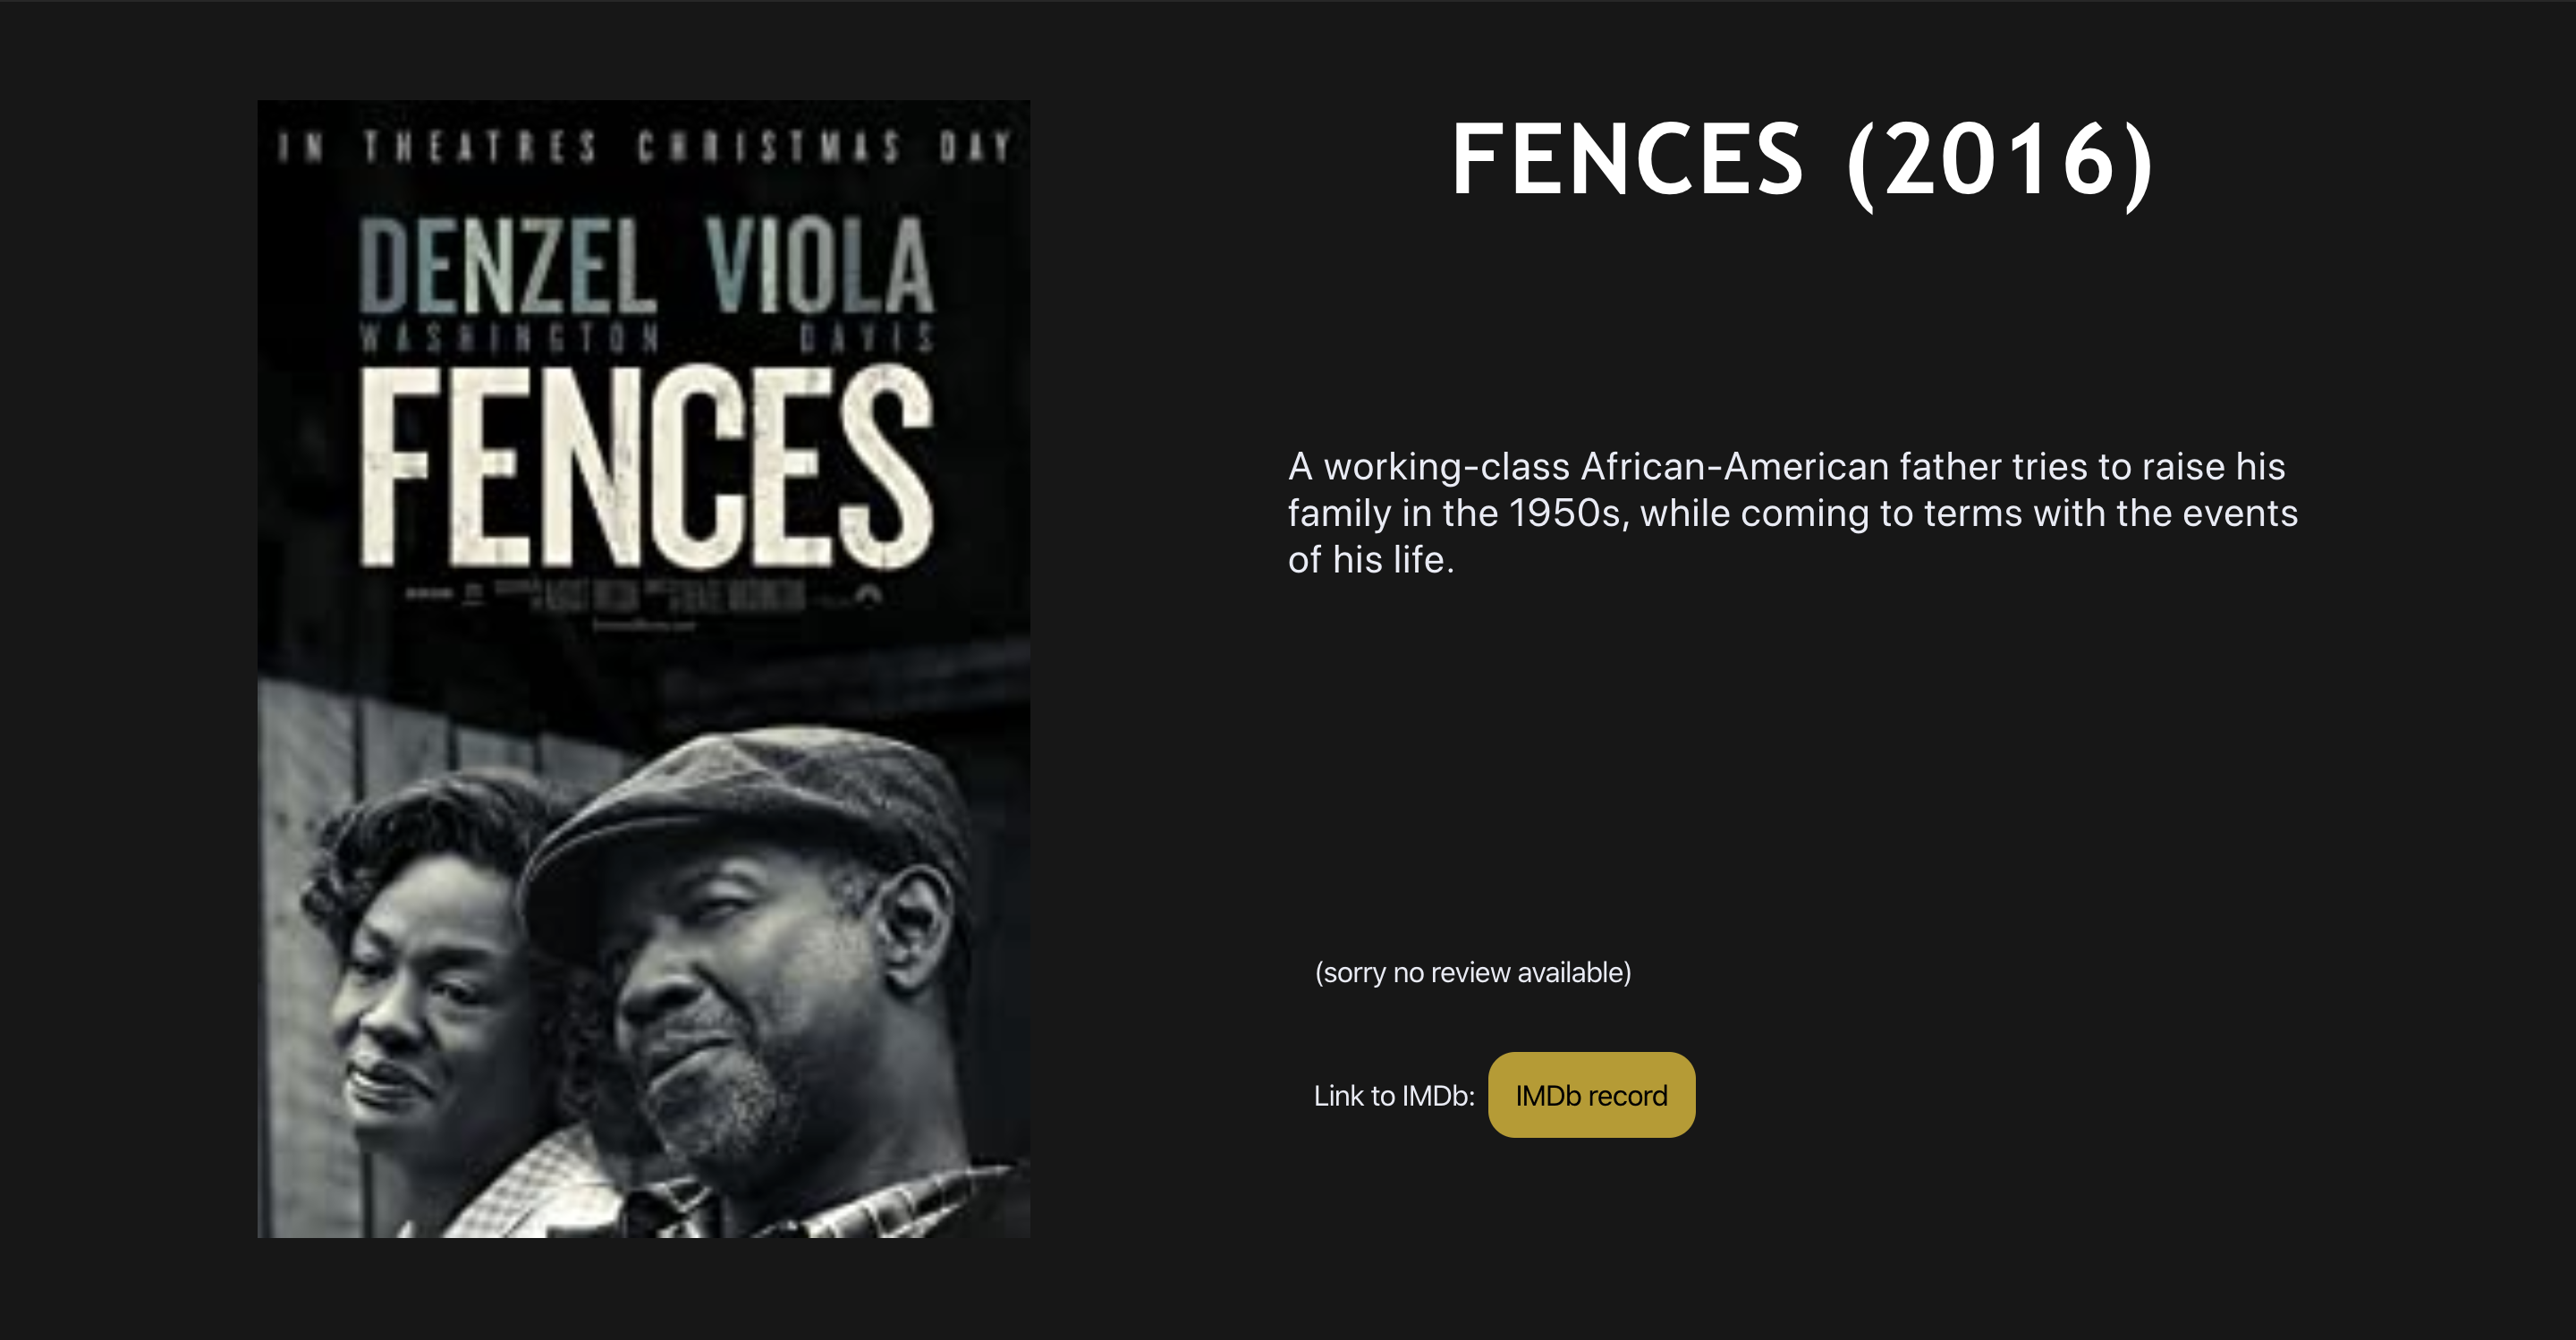 IN THEATRES CHRISTMAS DAY
DENZEL VIOLA
WASHINGTON DAVIS
FENCES
FENCES (2016)
A working-class African-American father tries to raise his
family in the 1950s, while coming to terms with the events
of his life.
(sorry no review available)
Link to IMDb: IMDb record